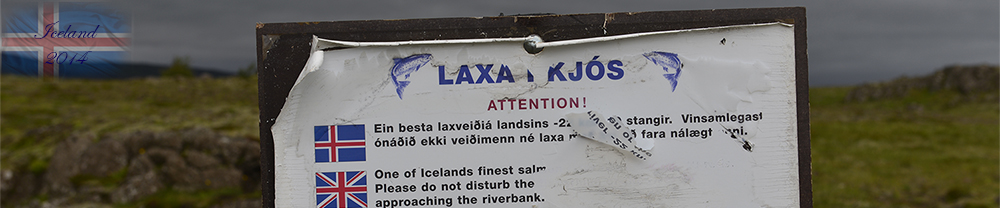 Iceland
2014
LAXA Í KJÓS
ATTENTION!
Ein besta laxveiðiá landsins stangir. Vinsamlegast
ónáðið ekki veiðimenn né laxa fara nálægt
One of Icelands finest
Please do not disturb the
approaching the riverbank.